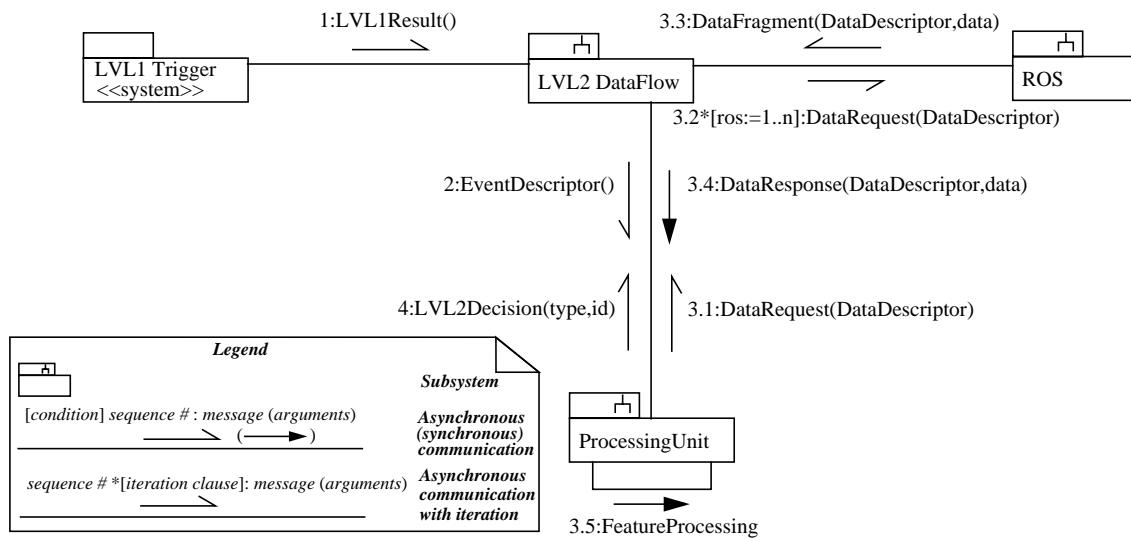 1:LVL1Result()
3.3:DataFragment(DataDescriptor,data)
LVL1 Trigger
<<system>>
LVL2 DataFlow
ROS
3.2*[ros:=1..n]:DataRequest(DataDescriptor)
2:EventDescriptor()
3.4:DataResponse(DataDescriptor,data)
4:LVL2Decision(type,id)
3.1:DataRequest(DataDescriptor)
Legend
Subsystem
[condition] sequence # : message (arguments)
( )
Asynchronous
(synchronous)
communication
sequence # *[iteration clause]: message (arguments)
Asynchronous
communication
with iteration
ProcessingUnit
3.5:FeatureProcessing